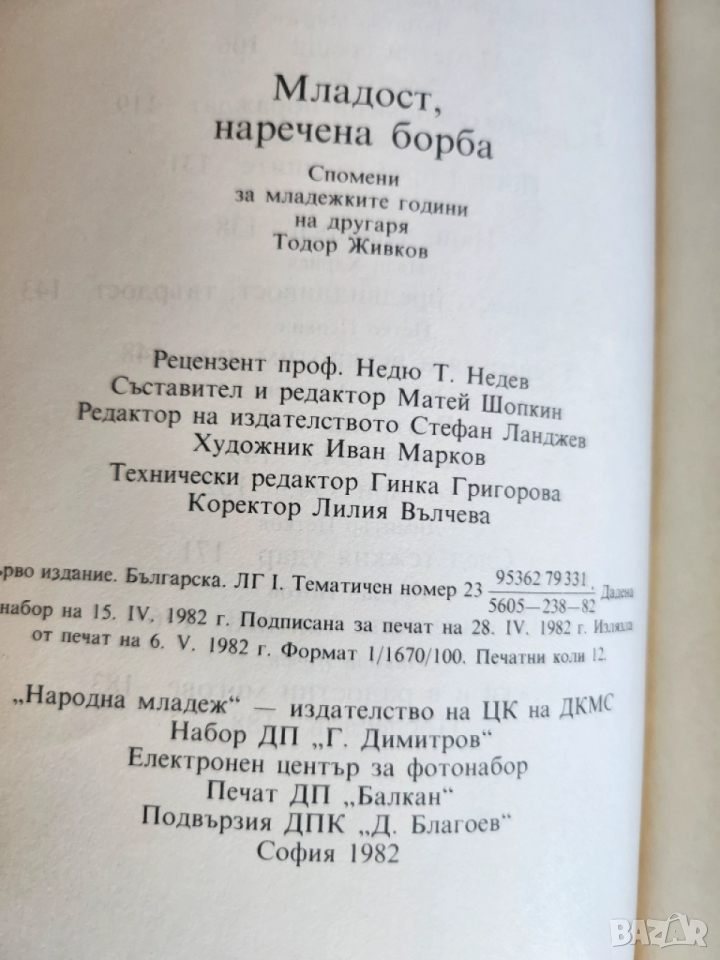 Младост,
наречена борба
Спомени
за младежките години
на другаря
Тодор Живков
Рецензент проф. Недю Т. Недев
Съставител и редактор Матей Шопкин
Редактор на издателството Стефан Ланджев
Художник Иван Марков
Технически редактор Гинка Григорова
Коректор Лилия Вълчева
ърво издание. Българска. ЛГ I. Тематичен номер 23 95362 79331 / 5605—238—82 Дадена
набор на 15. IV. 1982 г. Подписана за печат на 28. IV. 1982 г. Излязла
от печат на 6. V. 1982 г. Формат 1/1670/100. Печатни коли 12.
„Народна младеж“ — издателство на ЦК на ДКМС
Набор ДП „Г. Димитров“
Електронен център за фотонабор
Печат ДП „Балкан“
Подвързия ДПК „Д. Благоев“
София 1982
BAZAR